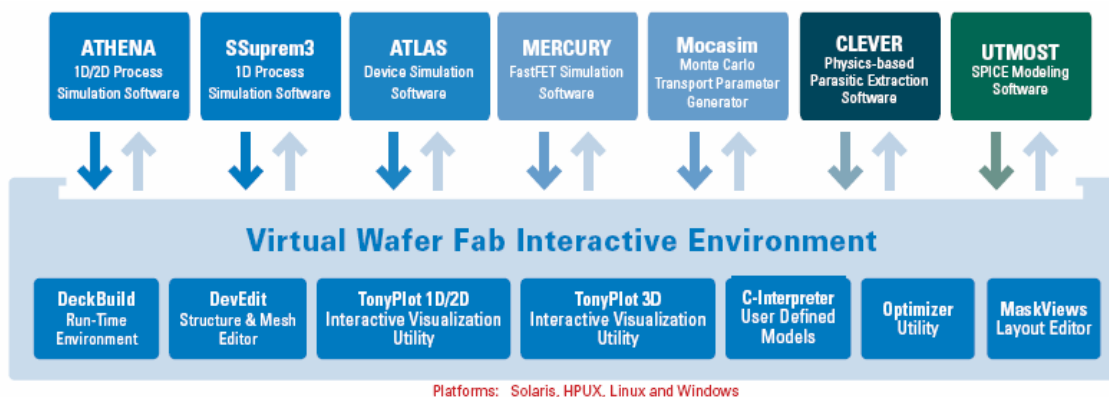 ATHENA
1D/2D Process
Simulation Software
SSuprem3
1D Process
Simulation Software
ATLAS
Device Simulation
Software
MERCURY
FastFET Simulation
Software
Mocasim
Monte Carlo
Transport Parameter
Generator
CLEVER
Physics-based
Parasitic Extraction
Software
UTMOST
SPICE Modeling
Software
Virtual Wafer Fab Interactive Environment
DeckBuild
Run-Time
Environment
DevEdit
Structure & Mesh
Editor
TonyPlot 1D/2D
Interactive Visualization
Utility
TonyPlot 3D
Interactive Visualization
Utility
C-Interpreter
User Defined
Models
Optimizer
Utility
MaskViews
Layout Editor
Platforms: Solaris, HPUX, Linux and Windows